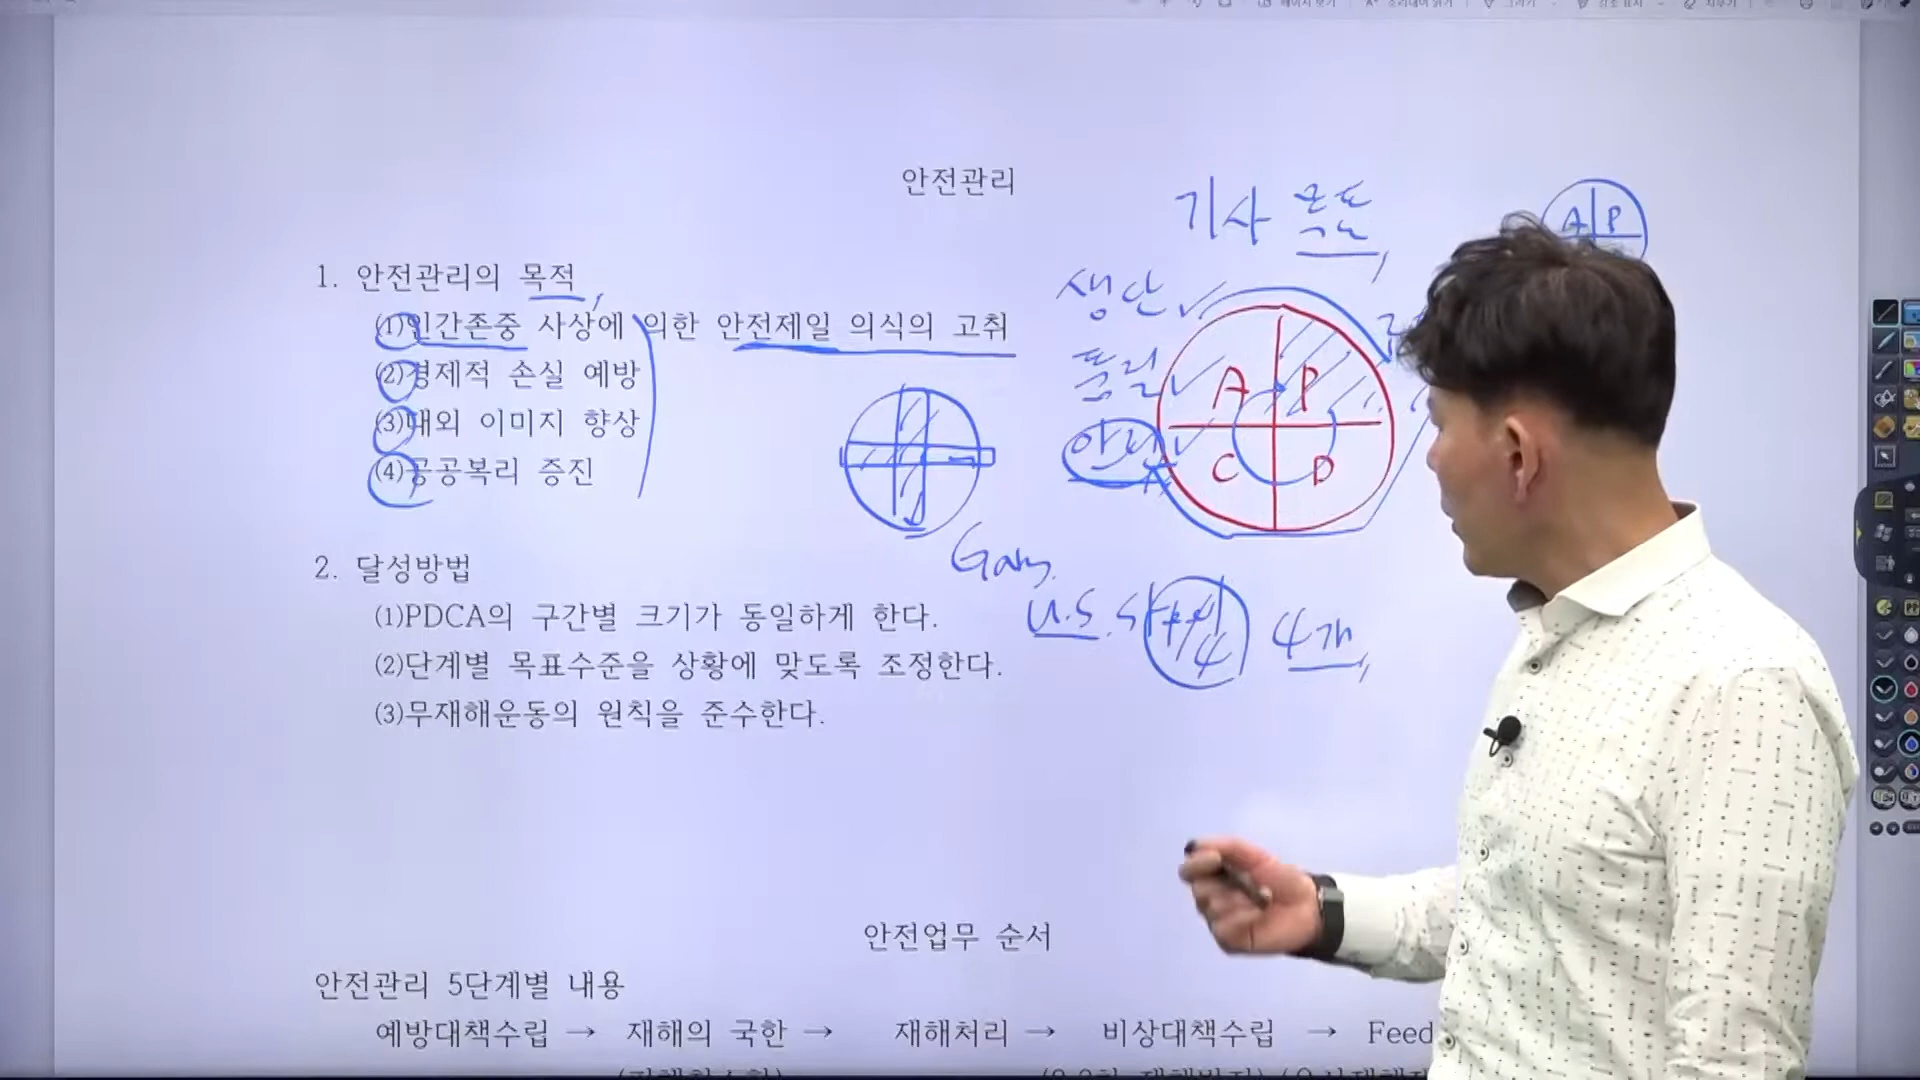 안전관리
기사 목표
A P
1. 안전관리의 목적
(1)인간존중 사상에 의한 안전제일 의식의 고취
(2)경제적 손실 예방
(3)대외 이미지 향상
(4)공공복리 증진
생산
품질
안전
A P
C D
2. 달성방법
(1)PDCA의 구간별 크기가 동일하게 한다.
(2)단계별 목표수준을 상황에 맞도록 조정한다.
(3)무재해운동의 원칙을 준수한다.
U.S.
4개
안전업무 순서
안전관리 5단계별 내용
예방대책수립 → 재해의 국한 → 재해처리 → 비상대책수립 → Feed